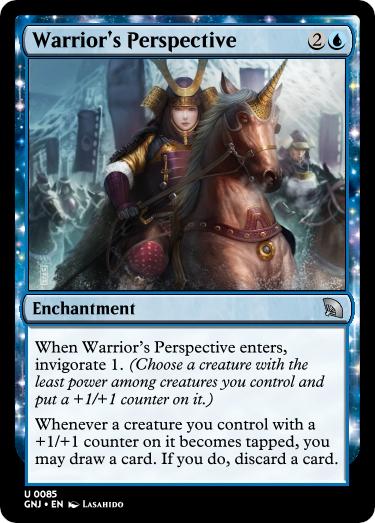 Warrior's Perspective 2
Enchantment
When Warrior's Perspective enters,
invigorate 1. (Choose a creature with the
least power among creatures you control and
put a +1/+1 counter on it.)
Whenever a creature you control with a
+1/+1 counter on it becomes tapped, you
may draw a card. If you do, discard a card.
U 0085
GNJ • EN Lasahido